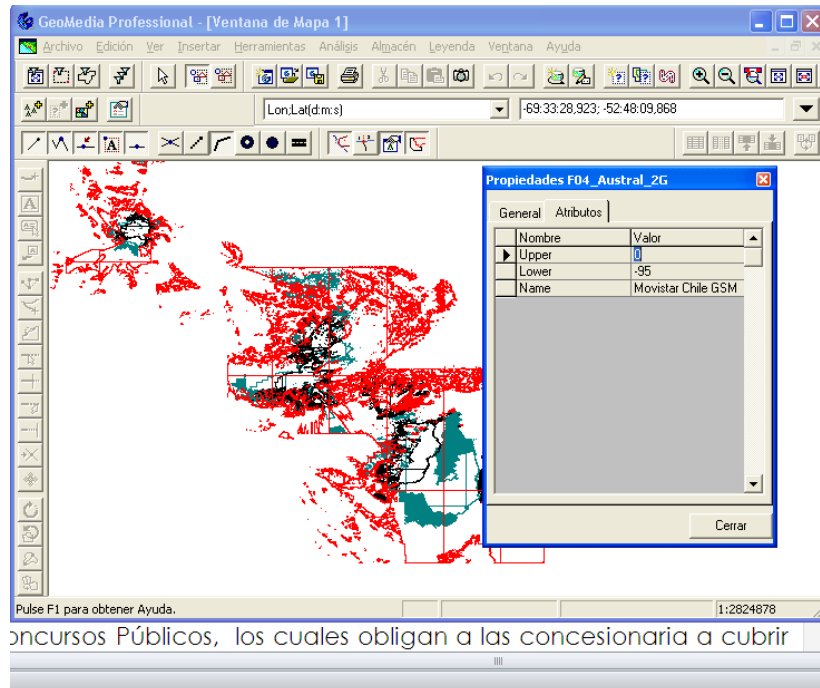 GeoMedia Professional - [Ventana de Mapa 1]
Archivo Edición Ver Insertar Herramientas Análisis Almacén Leyenda Ventana Ayuda
Lon;Lat(d:m:s) -69:33:28,923; -52:48:09,868
Propiedades F04_Austral_2G
General Atributos
Nombre Valor
Upper 0
Lower -95
Name Movistar Chile GSM
Cerrar
Pulse F1 para obtener Ayuda. 1:2824878
oncursos Públicos, los cuales obligan a las concesionaria a cubrir